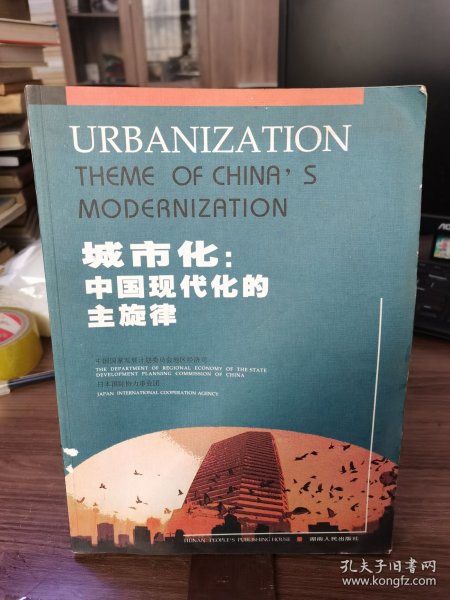 URBANIZATION
THEME OF CHINA'S
MODERNIZATION
城市化:
中国现代化的
主旋律
中国国家发展计划委员会地区经济司
THE DEPARTMENT OF REGIONAL ECONOMY OF THE STATE
DEVELOPMENT PLANNING COMMISSION OF CHINA
日本国际协力事业团
JAPAN INTERNATIONAL COOPERATION AGENCY
HUNAN PEOPLE'S PUBLISHING HOUSE 湖南人民出版社
孔夫子旧书网
www.kongfz.com